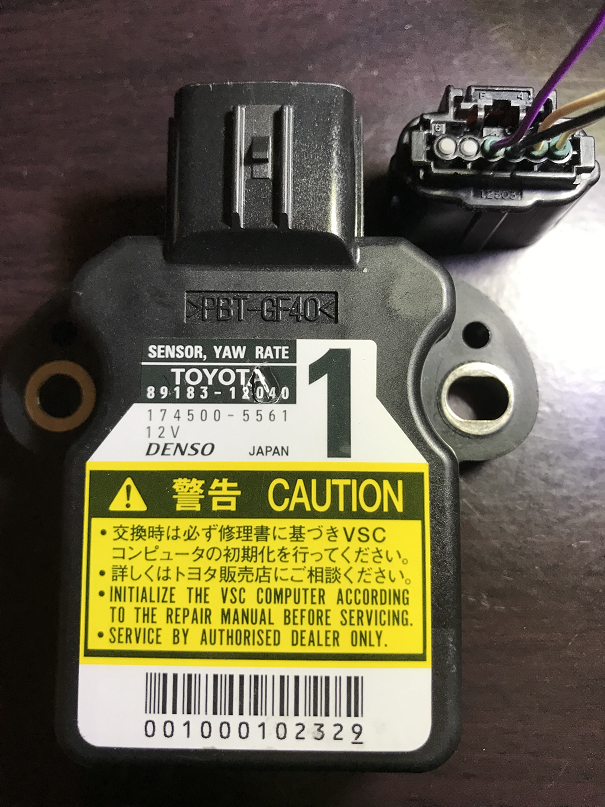 >PBT-GF40<
SENSOR, YAW RATE
TOYOTA
89183-12040
174500-5561
12V
DENSO JAPAN
1
警告 CAUTION
・交換時は必ず修理書に基づきVSC
コンピュータの初期化を行ってください。
・詳しくはトヨタ販売店にご相談ください。
・INITIALIZE THE VSC COMPUTER ACCORDING
TO THE REPAIR MANUAL BEFORE SERVICING.
・SERVICE BY AUTHORISED DEALER ONLY.
001000102329